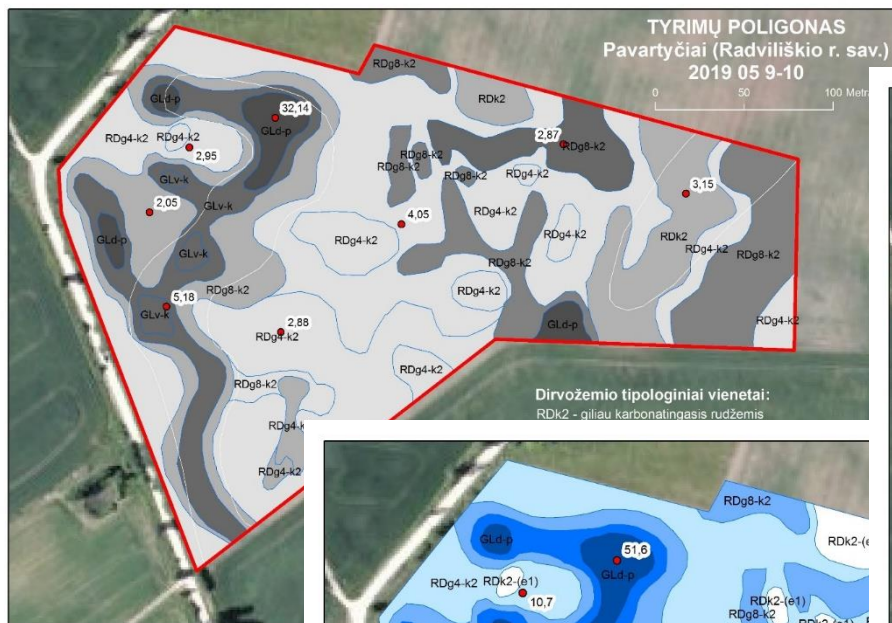 TYRIMŲ POLIGONAS
Pavartyčiai (Radviliškio r. sav.)
2019 05 9-10
0 50 100 Metra
RDg8-k2
RDk2
GLd-p
32,14
GLd-p
RDg4-k2
RDg4-k2
2,95
2,87
RDg8-k2
RDg8-k2
RDg8-k2
RDg8-k2
RDg4-k2
3,15
GLv-k
GLv-k
2,05
4,05
RDg4-k2
RDk2
RDg4-k2
RDg4-k2
RDg4-k2
GLd-p
GLv-k
RDg8-k2
RDg8-k2
RDg8-k2
RDg4-k2
5,18
GLv-k
2,88
RDg4-k2
GLd-p
RDg4-k2
RDg4-k2
RDg8-k2
Dirvožemio tipologiniai vienetai:
RDk2 - giliau karbonatingasis rudžemis
RDg4-k
RDg4-k2
RDg8-k2
GLd-p
51,6
GLd-p
RDk2-(e
RDg4-k2
RDk2-(e1)
10,7
RDk2-(e1)
RDg8-k2